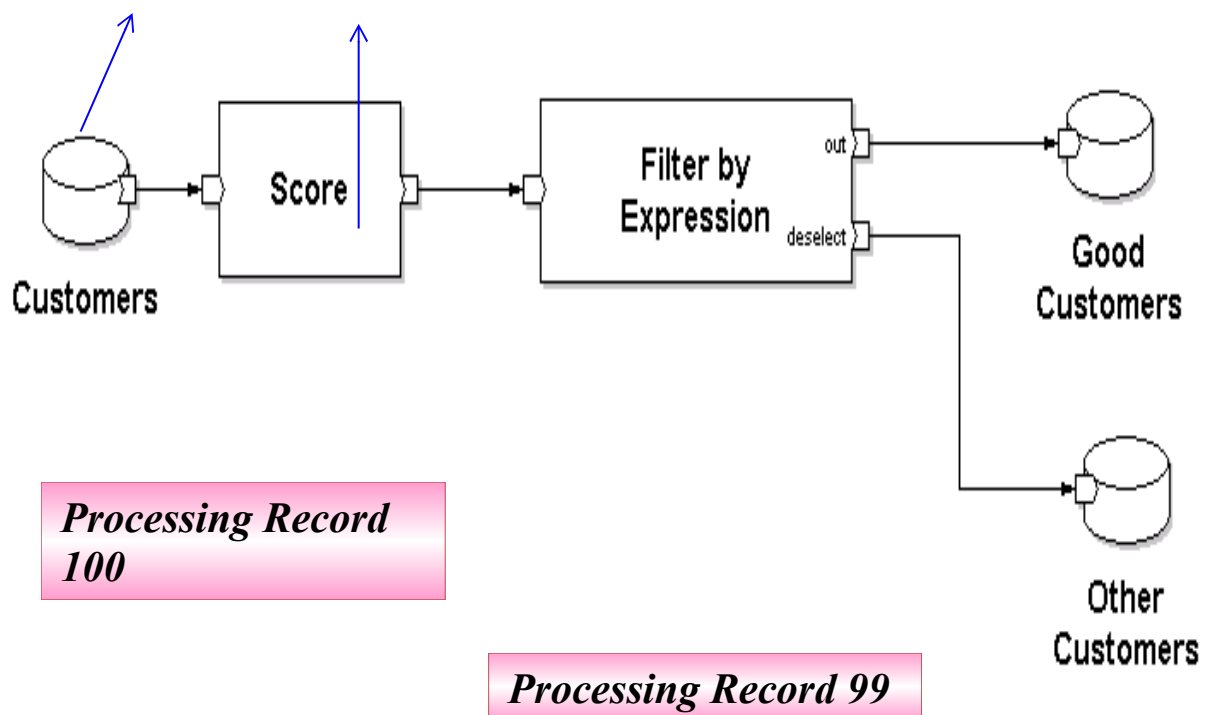 Customers
Score
Filter by
Expression
out
deselect
Good
Customers
Other
Customers
Processing Record
100
Processing Record 99